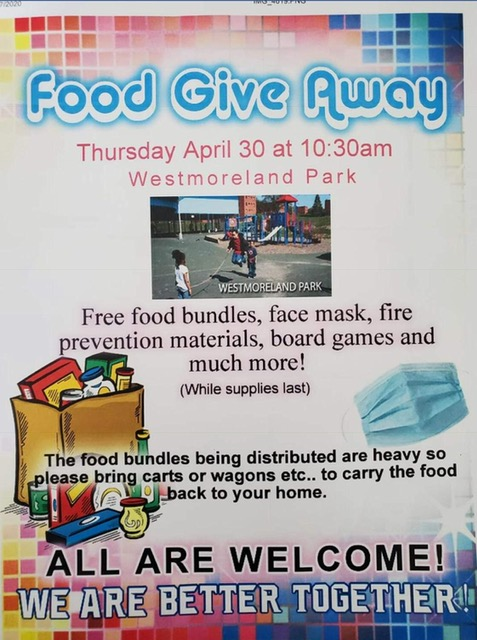 Food Give Away
Thursday April 30 at 10:30am
Westmoreland Park
WESTMORELAND PARK
Free food bundles, face mask, fire
prevention materials, board games and
much more!
(While supplies last)
The food bundles being distributed are heavy so
please bring carts or wagons etc.. to carry the food
back to your home.
ALL ARE WELCOME!
WE ARE BETTER TOGETHER!